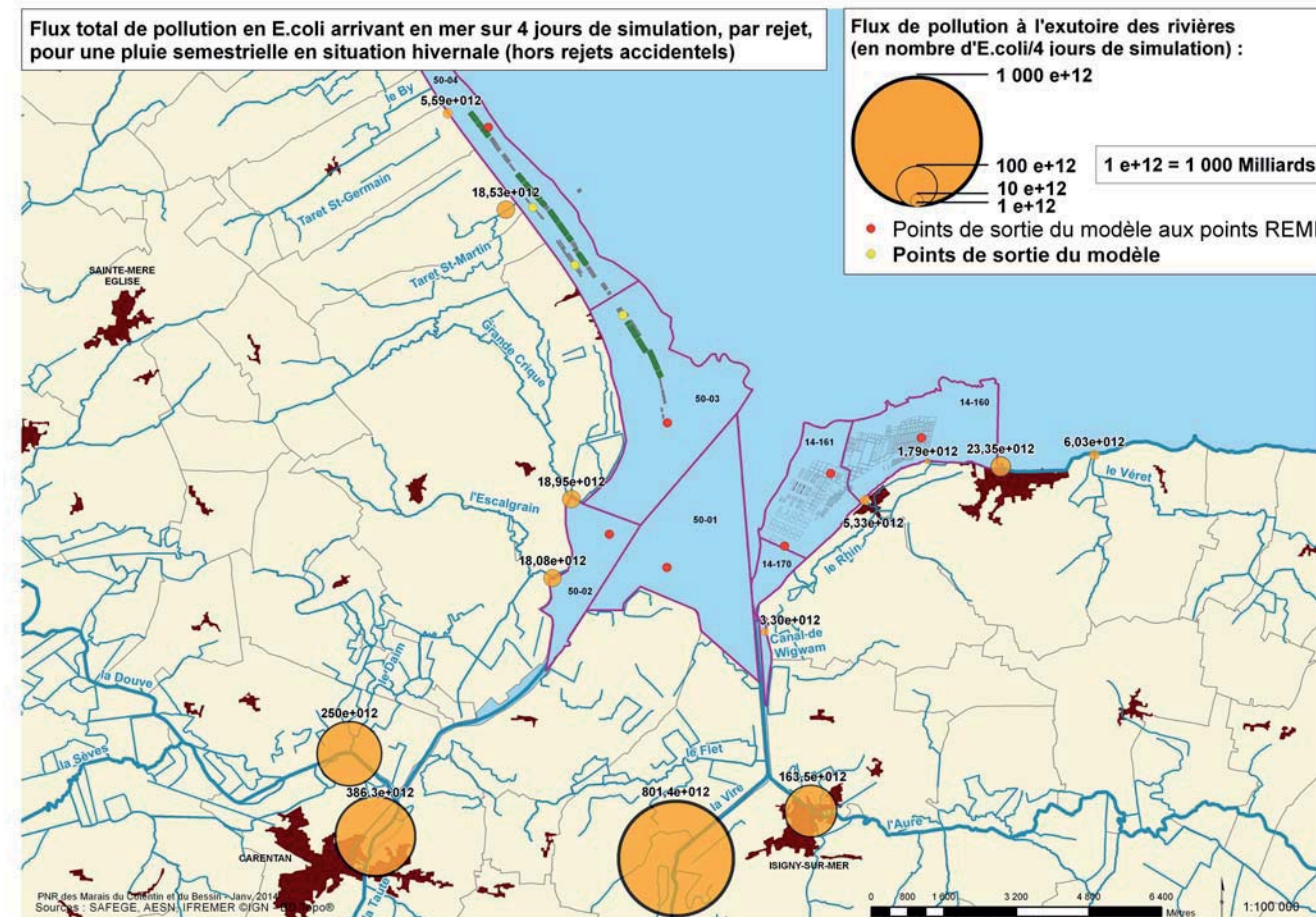 Flux total de pollution en E.coli arrivant en mer sur 4 jours de simulation, par rejet,
pour une pluie semestrielle en situation hivernale (hors rejets accidentels)
Flux de pollution à l'exutoire des rivières
(en nombre d'E.coli/4 jours de simulation) :
1 000 e+12
100 e+12
10 e+12
1 e+12
1 e+12 = 1 000 Milliards
Points de sortie du modèle aux points REMI
Points de sortie du modèle
50-04
le By
5,59e+012
Taret St-Germain
18,53e+012
Taret St-Martin
SAINTE-MERE
EGLISE
Grande Crique
50-03
14-160
14-161
1,79e+012
23,35e+012
6,03e+012
le Véret
18,95e+012
l'Escalgrain
50-01
5,33e+012
le Rhin
18,08e+012
50-02
14-170
3,30e+012
Canal-de
Wigwam
la Douve
le Daim
250e+012
la Sèves
le Flet
386,3e+012
801,4e+012
163,5e+012
la Vire
l'Aure
CARENTAN
ISIGNY-SUR-MER
la Taute
PNR des Marais du Cotentin et du Bessin - Janv. 2014
Sources : SAFEGE, AESN, IFREMER ©IGN - BD Topo®
0 800 1 600 3 200 4 800 6 400
Mètres
1:100 000